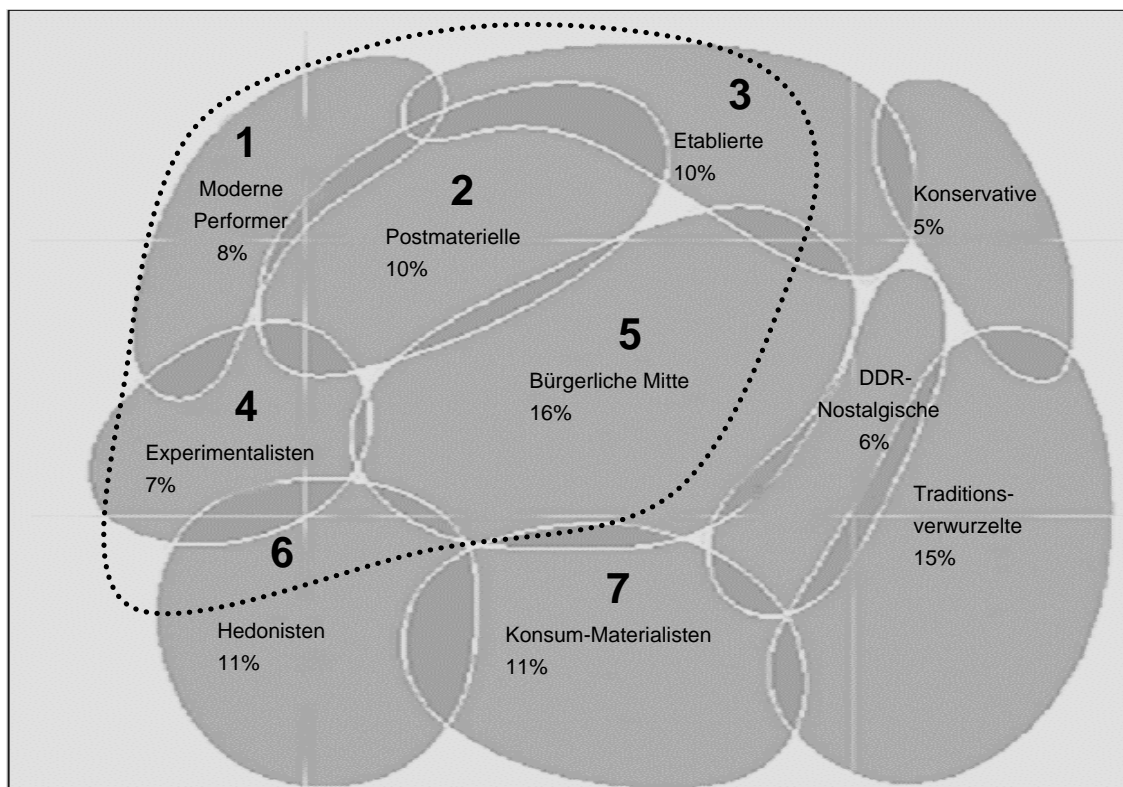 1
Moderne
Performer
8%
2
Postmaterielle
10%
3
Etablierte
10%
Konservative
5%
4
Experimentalisten
7%
5
Bürgerliche Mitte
16%
DDR-
Nostalgische
6%
Traditions-
verwurzelte
15%
6
Hedonisten
11%
7
Konsum-Materialisten
11%